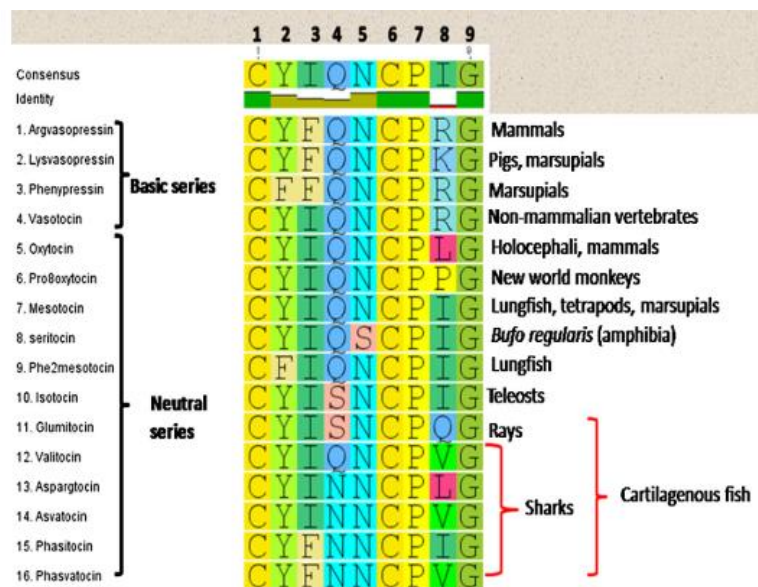 1 2 3 4 5 6 7 8 9
1 9
Consensus C Y I Q N C P I G
Identity
1. Argvasopressin C Y F Q N C P R G Mammals
2. Lysvasopressin C Y F Q N C P K G Pigs, marsupials
3. Phenypressin C F F Q N C P R G Marsupials
4. Vasotocin C Y I Q N C P R G Non-mammalian vertebrates
Basic series
5. Oxytocin C Y I Q N C P L G Holocephali, mammals
6. Pro8oxytocin C Y I Q N C P P G New world monkeys
7. Mesotocin C Y I Q N C P I G Lungfish, tetrapods, marsupials
8. seritocin C Y I Q S C P I G Bufo regularis (amphibia)
9. Phe2mesotocin C F I Q N C P I G Lungfish
10. Isotocin C Y I S N C P I G Teleosts
11. Glumitocin C Y I S N C P Q G Rays
12. Valitocin C Y I Q N C P V G
13. Aspargtocin C Y I N N C P L G
14. Asvatocin C Y I N N C P V G
15. Phasitocin C Y F N N C P I G
16. Phasvatocin C Y F N N C P V G
Neutral
series
Sharks
Cartilagenous fish